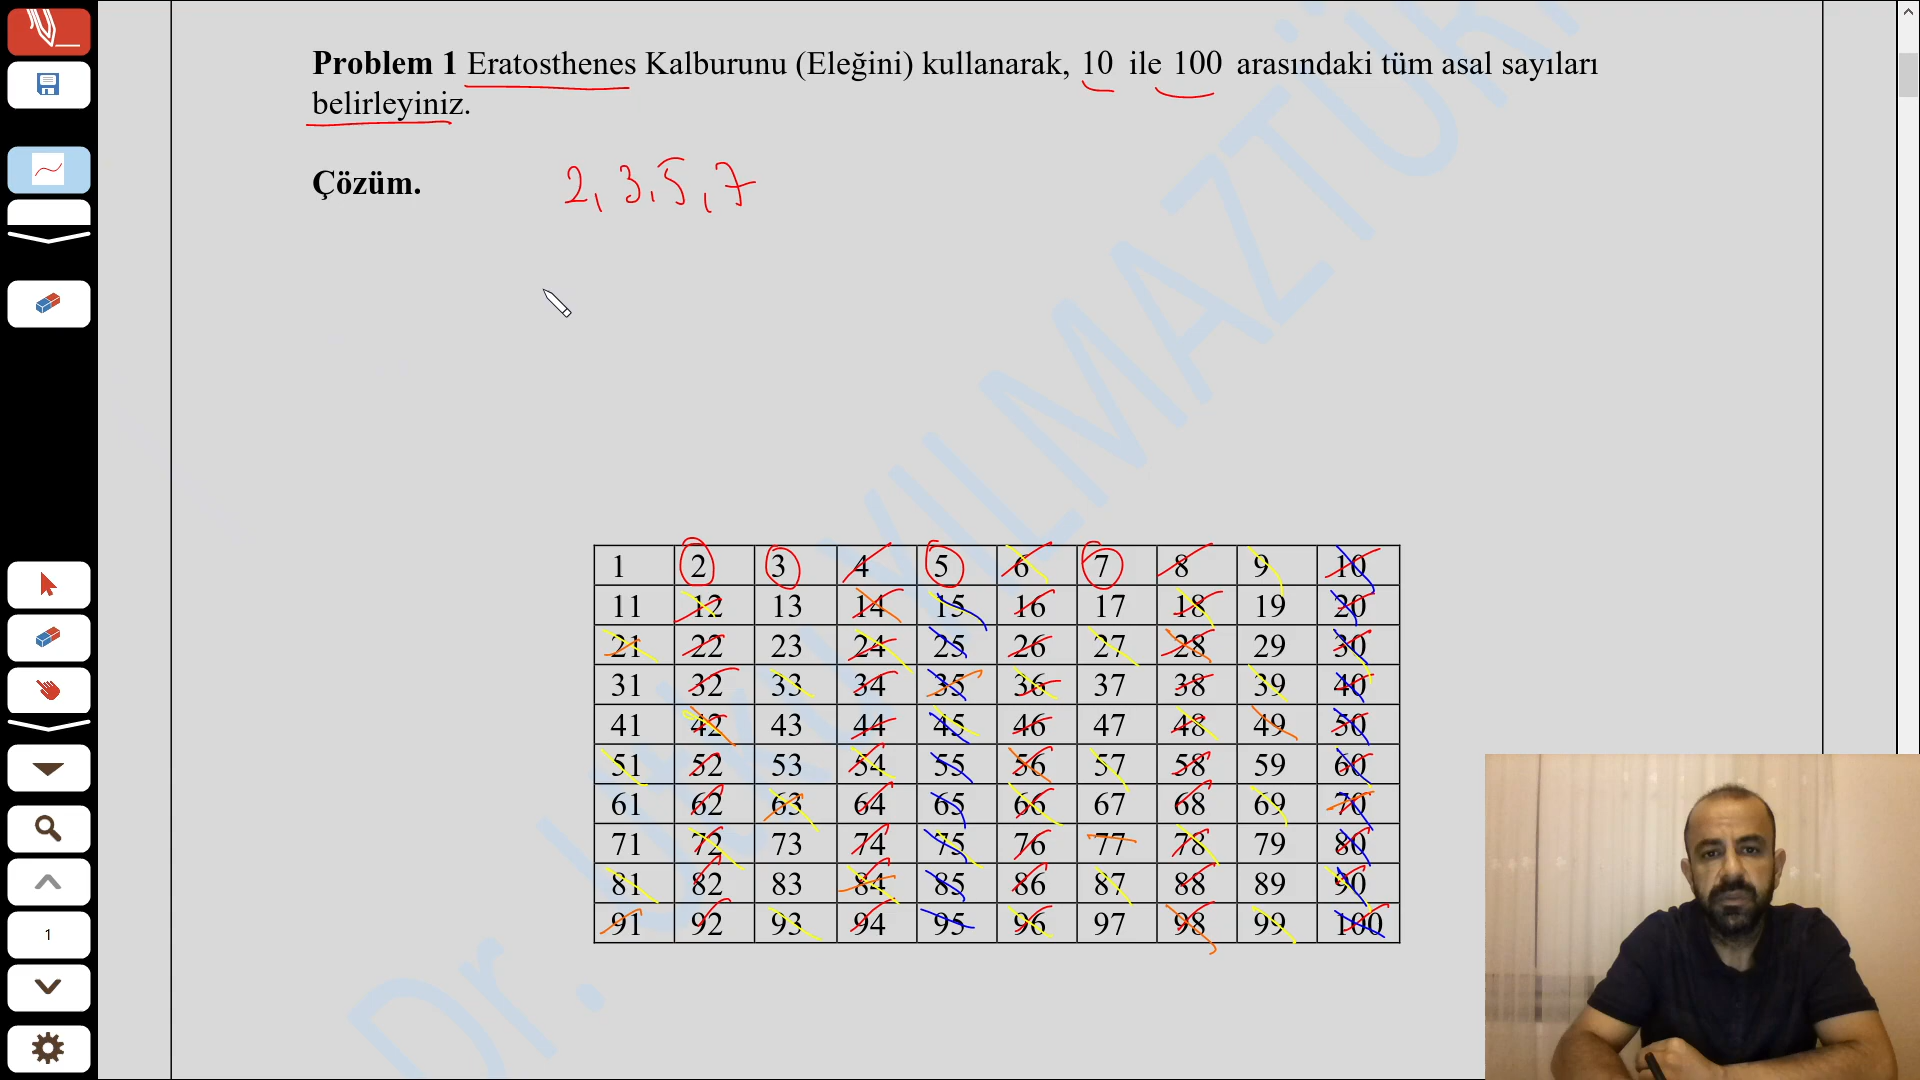 Problem 1 Eratosthenes Kalburunu (Eleğini) kullanarak, 10 ile 100 arasındaki tüm asal sayıları
belirleyiniz.
Çözüm. 2, 3, 5, 7
1 2 3 4 5 6 7 8 9 10
11 12 13 14 15 16 17 18 19 20
21 22 23 24 25 26 27 28 29 30
31 32 33 34 35 36 37 38 39 40
41 42 43 44 45 46 47 48 49 50
51 52 53 54 55 56 57 58 59 60
61 62 63 64 65 66 67 68 69 70
71 72 73 74 75 76 77 78 79 80
81 82 83 84 85 86 87 88 89 90
91 92 93 94 95 96 97 98 99 100
1